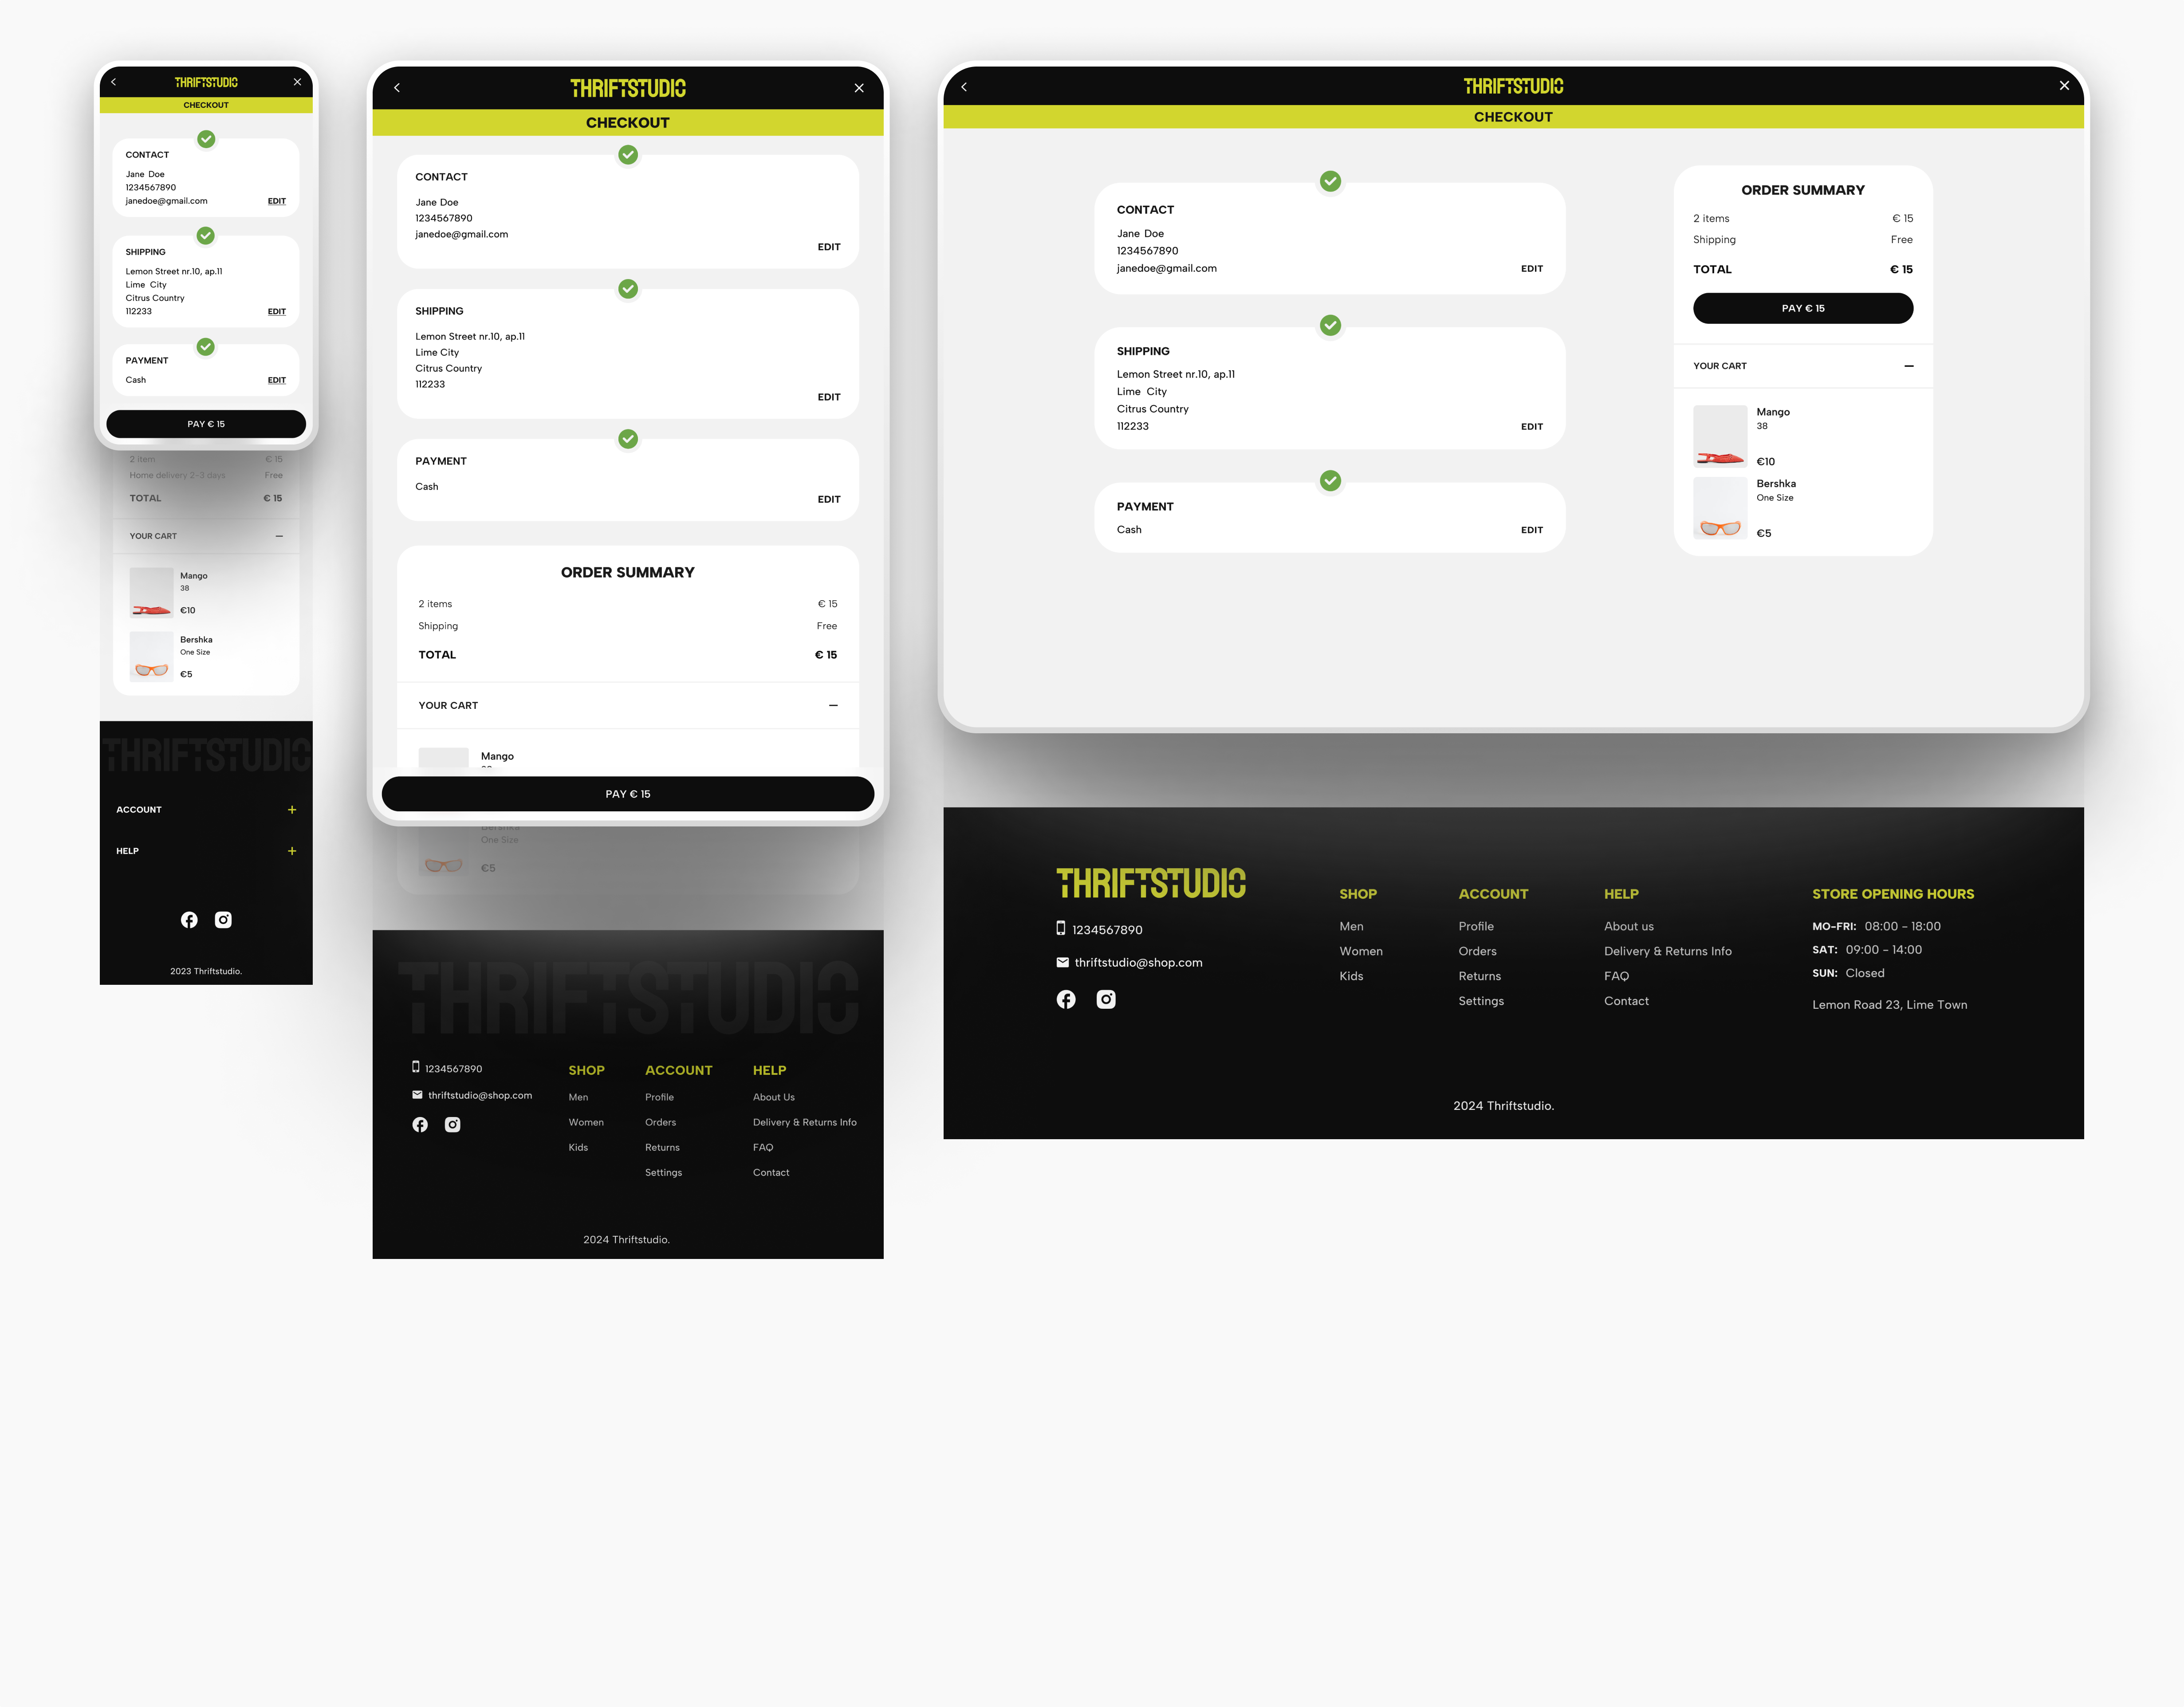 THRIFTSTUDIO
CHECKOUT
CONTACT
Jane Doe
1234567890
janedoe@gmail.com
EDIT
SHIPPING
Lemon Street nr.10, ap.11
Lime City
Citrus Country
112233
EDIT
PAYMENT
Cash
EDIT
PAY € 15
2 item
€ 15
Home delivery 2-3 days
Free
TOTAL
€ 15
YOUR CART
Mango
38
€10
Bershka
One Size
€5
THRIFTSTUDIO
ACCOUNT
HELP
2023 Thriftstudio.
THRIFTSTUDIO
CHECKOUT
CONTACT
Jane Doe
1234567890
janedoe@gmail.com
EDIT
SHIPPING
Lemon Street nr.10, ap.11
Lime City
Citrus Country
112233
EDIT
PAYMENT
Cash
EDIT
ORDER SUMMARY
2 items
€ 15
Shipping
Free
TOTAL
€ 15
YOUR CART
Mango
PAY € 15
Bershka
One Size
€5
THRIFTSTUDIO
1234567890
thriftstudio@shop.com
SHOP
Men
Women
Kids
ACCOUNT
Profile
Orders
Returns
Settings
HELP
About Us
Delivery & Returns Info
FAQ
Contact
2024 Thriftstudio.
THRIFTSTUDIO
CHECKOUT
CONTACT
Jane Doe
1234567890
janedoe@gmail.com
EDIT
SHIPPING
Lemon Street nr.10, ap.11
Lime City
Citrus Country
112233
EDIT
PAYMENT
Cash
EDIT
ORDER SUMMARY
2 items
€ 15
Shipping
Free
TOTAL
€ 15
PAY € 15
YOUR CART
Mango
38
€10
Bershka
One Size
€5
THRIFTSTUDIO
1234567890
thriftstudio@shop.com
SHOP
Men
Women
Kids
ACCOUNT
Profile
Orders
Returns
Settings
HELP
About us
Delivery & Returns Info
FAQ
Contact
STORE OPENING HOURS
MO-FRI: 08:00 - 18:00
SAT: 09:00 - 14:00
SUN: Closed
Lemon Road 23, Lime Town
2024 Thriftstudio.